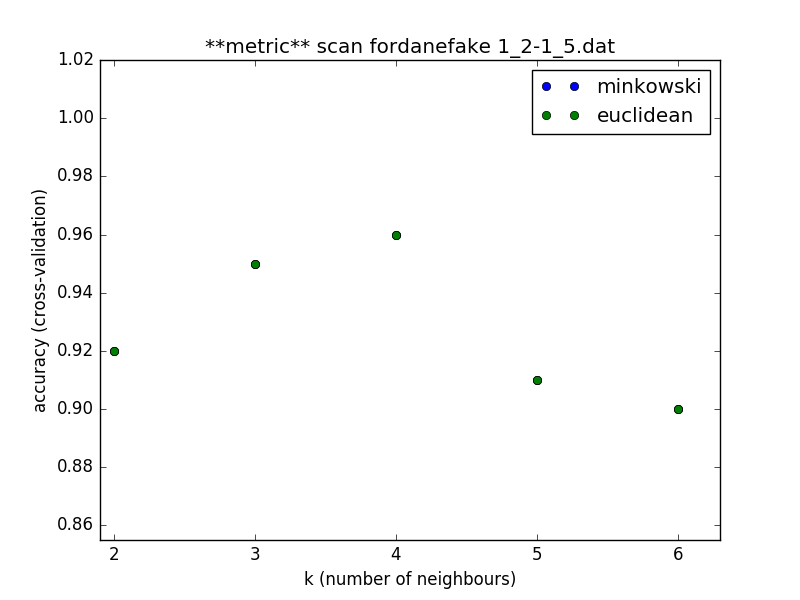 **metric** scan fordanefake 1_2-1_5.dat
minkowski
euclidean
1.02
1.00
0.98
0.96
0.94
0.92
0.90
0.88
0.86
accuracy (cross-validation)
2 3 4 5 6
k (number of neighbours)